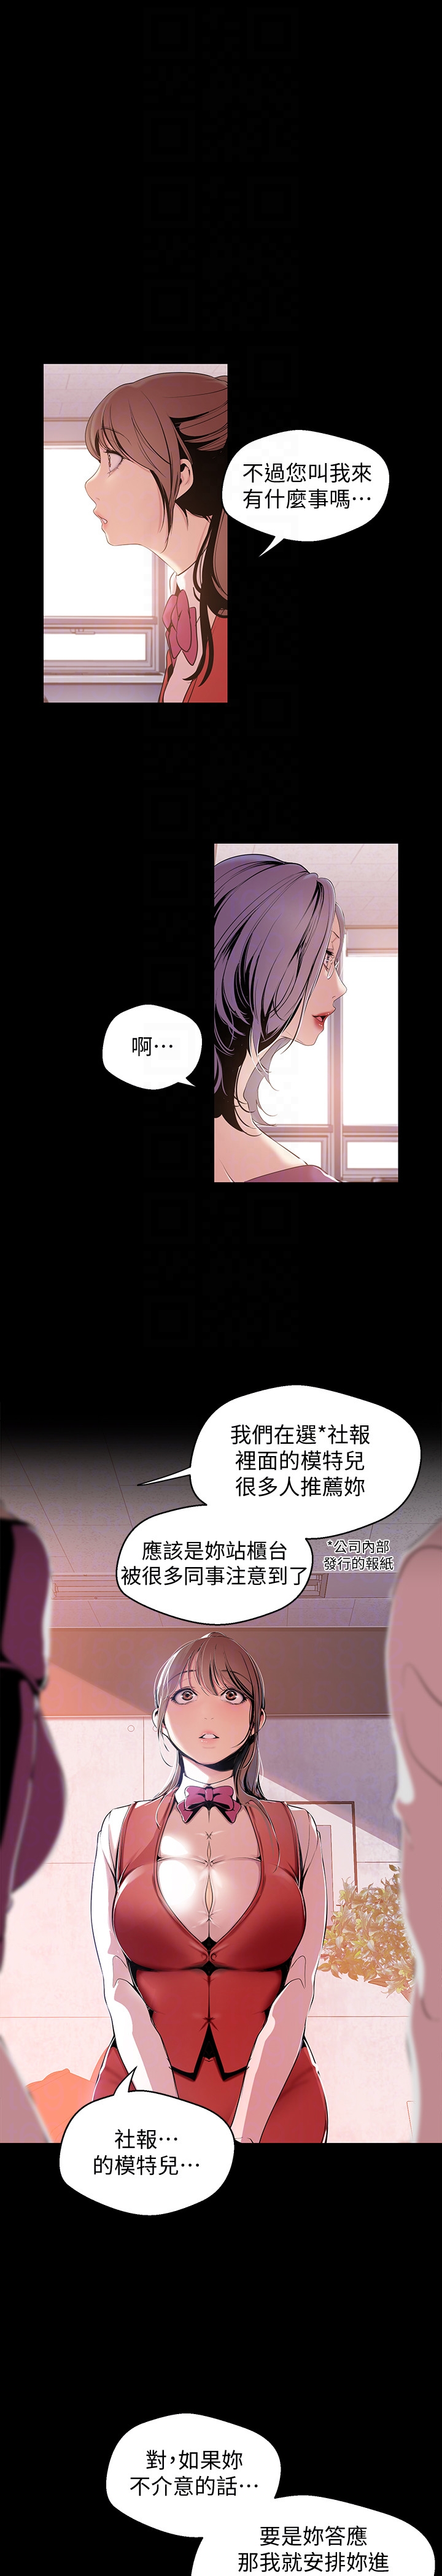 不過您叫我來
有什麼事嗎⋯
啊⋯
我們在選*社報
裡面的模特兒
很多人推薦妳
應該是妳站櫃台
被很多同事注意到了
*公司內部
發行的報紙
社報⋯
的模特兒⋯
對,如果妳
不介意的話⋯
要是妳答應
那我就安排妳進